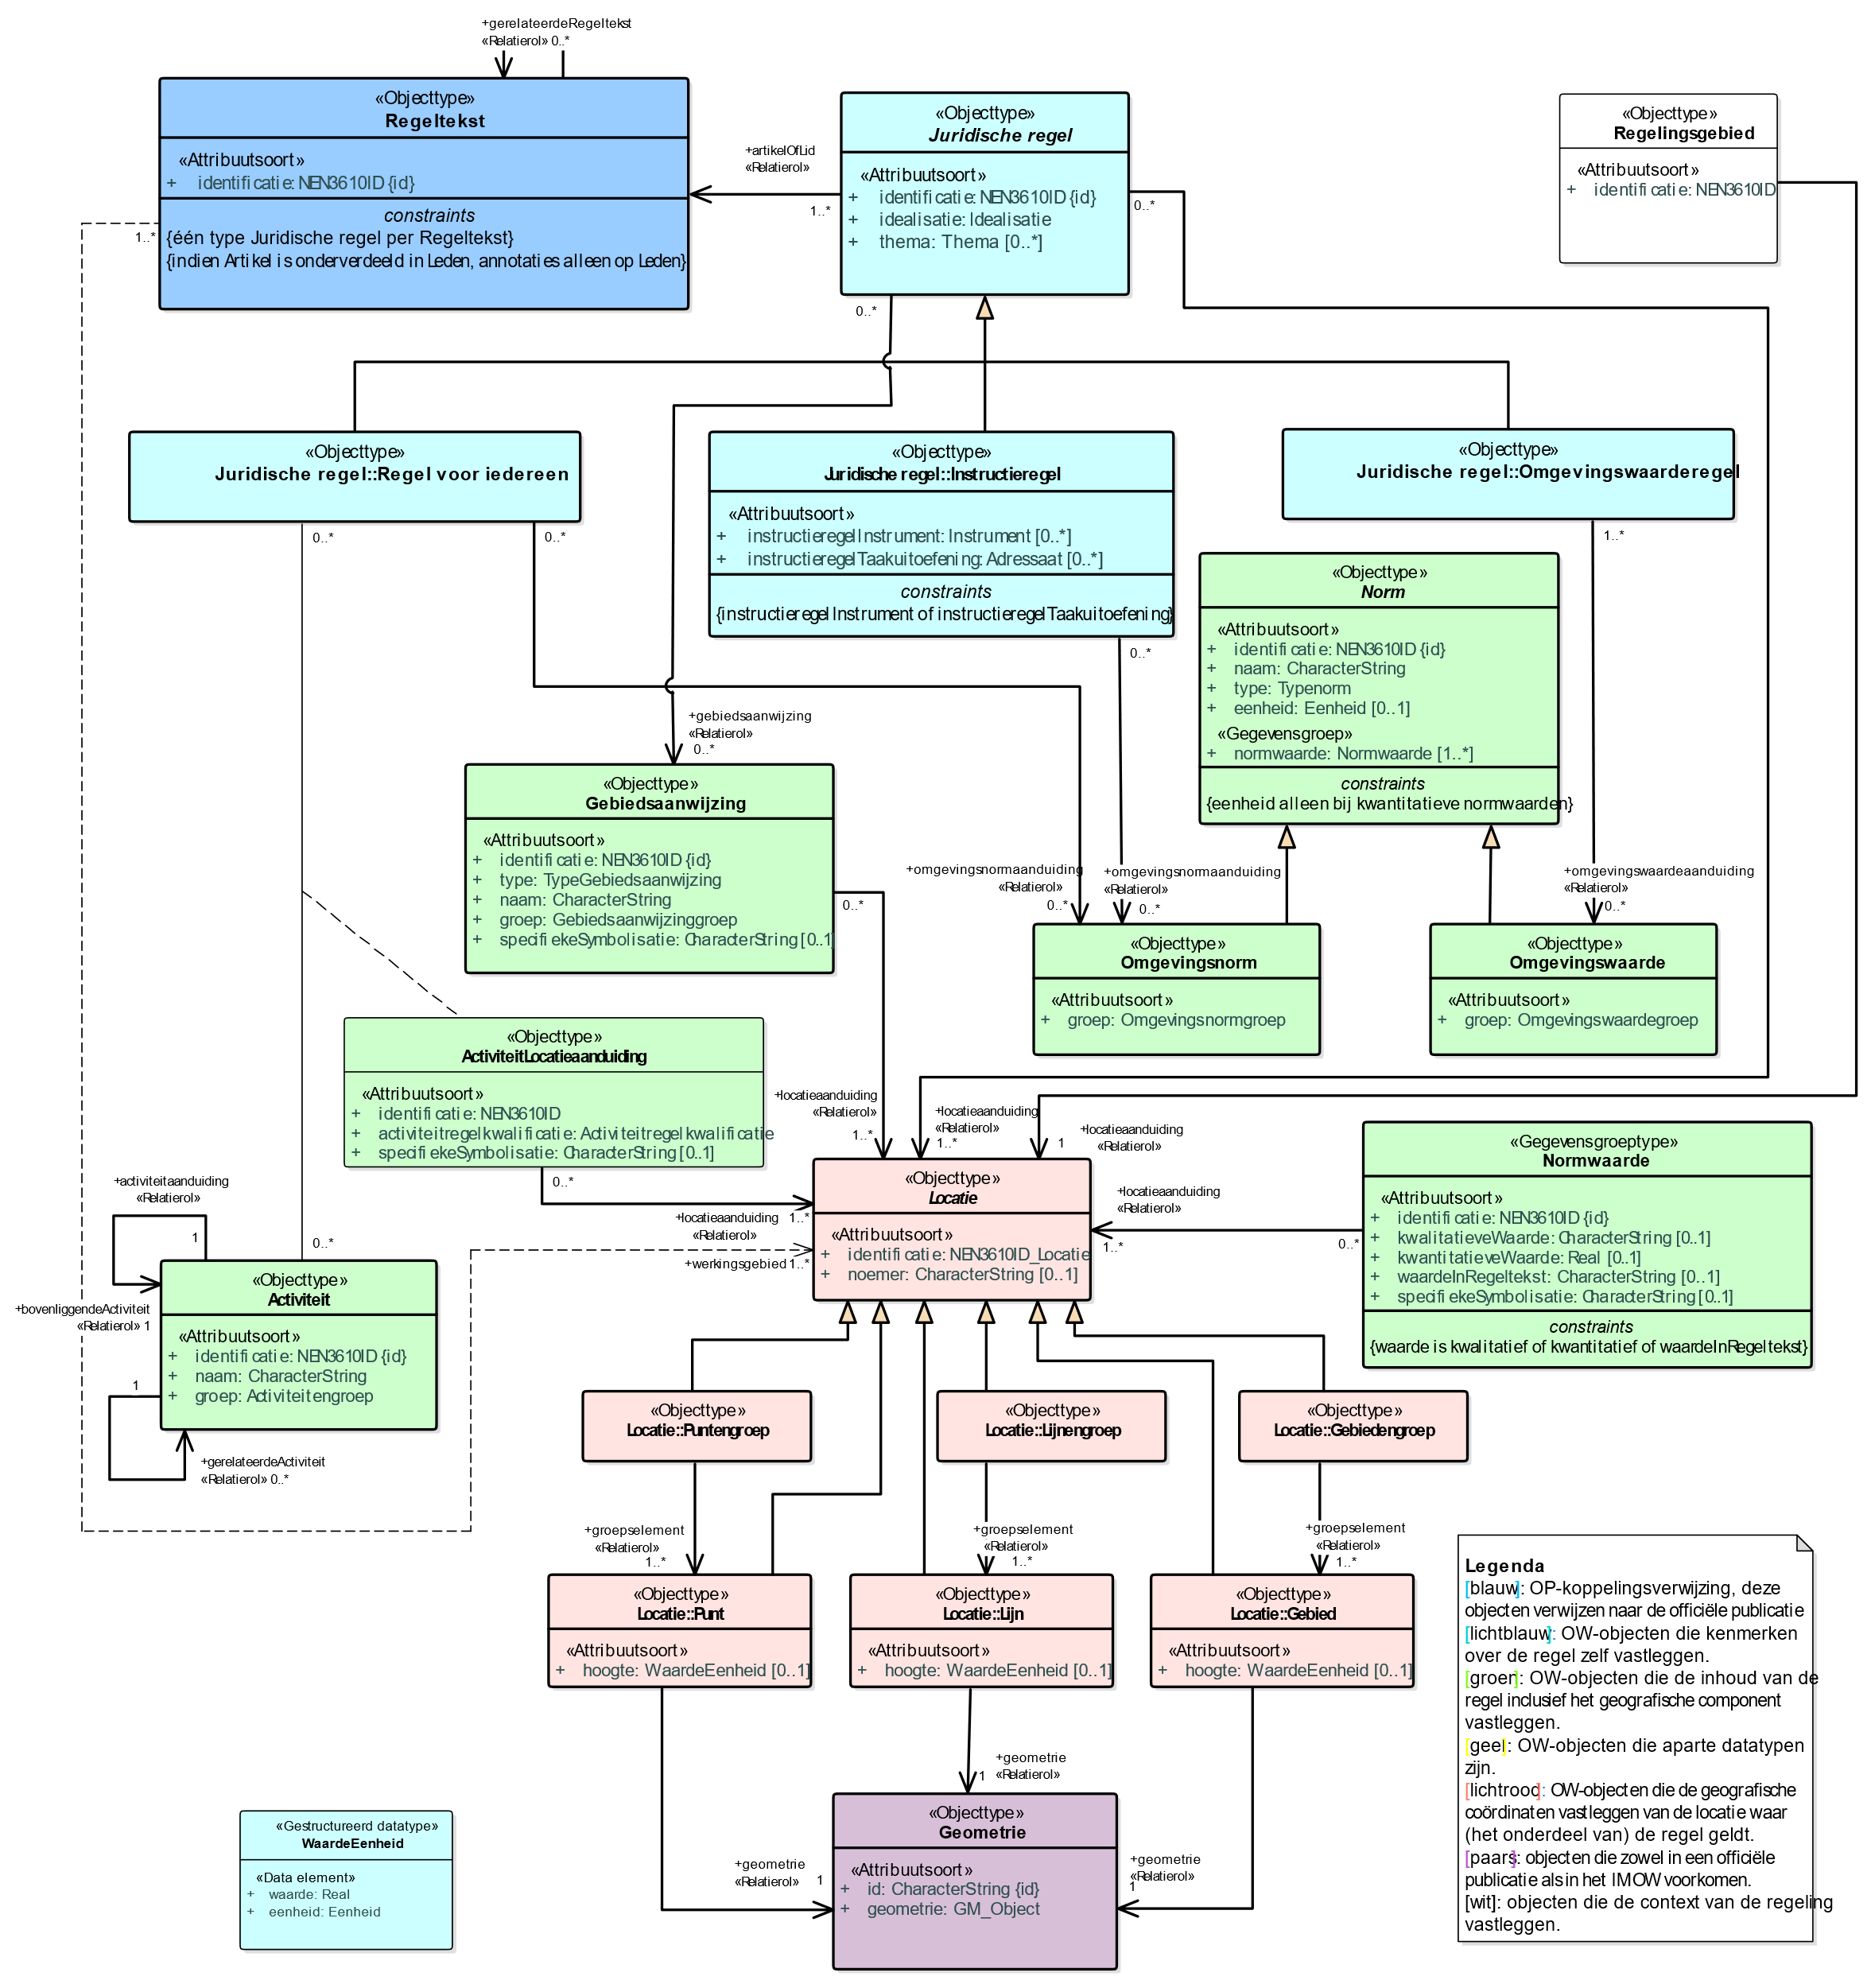 +gerelateerdeRegeltekst
«Relatierol» 0..*
«Objecttype»
Regeltekst
«Attribuutsoort»
+ identificatie: NEN3610ID {id}
constraints
{één type Juridische regel per Regeltekst}
{indien Artikel is onderverdeeld in Leden, annotaties alleen op Leden}
1..*
+artikelOfLid
«Relatierol»
1..*
«Objecttype»
Juridische regel
«Attribuutsoort»
+ identificatie: NEN3610ID {id}
+ idealisatie: Idealisatie
+ thema: Thema [0..*]
0..*
0..*
«Objecttype»
Regelingsgebied
«Attribuutsoort»
+ identificatie: NEN3610ID
«Objecttype»
Juridische regel::Regel voor iedereen
0..*
0..*
«Objecttype»
Juridische regel::Instructieregel
«Attribuutsoort»
+ instructieregelInstrument: Instrument [0..*]
+ instructieregelTaakuitoefening: Adressaat [0..*]
constraints
{instructieregelInstrument of instructieregelTaakuitoefening}
0..*
«Objecttype»
Juridische regel::Omgevingswaarderegel
1..*
«Objecttype»
Norm
«Attribuutsoort»
+ identificatie: NEN3610ID {id}
+ naam: CharacterString
+ type: Typenorm
+ eenheid: Eenheid [0..1]
«Gegevensgroep»
+ normwaarde: Normwaarde [1..*]
constraints
{eenheid alleen bij kwantitatieve normwaarden}
+gebiedsaanwijzing
«Relatierol»
0..*
«Objecttype»
Gebiedsaanwijzing
«Attribuutsoort»
+ identificatie: NEN3610ID {id}
+ type: TypeGebiedsaanwijzing
+ naam: CharacterString
+ groep: Gebiedsaanwijzinggroep
+ specifiekeSymbolisatie: CharacterString [0..1]
0..*
+omgevingsnormaanduiding
«Relatierol»
0..*
+omgevingsnormaanduiding
«Relatierol»
0..*
+omgevingswaardeaanduiding
«Relatierol»
0..*
«Objecttype»
Omgevingsnorm
«Attribuutsoort»
+ groep: Omgevingsnormgroep
«Objecttype»
Omgevingswaarde
«Attribuutsoort»
+ groep: Omgevingswaardegroep
«Objecttype»
ActiviteitLocatieaanduiding
«Attribuutsoort»
+ identificatie: NEN3610ID
+ activiteitregelkwalificatie: Activiteitregelkwalificatie
+ specifiekeSymbolisatie: CharacterString [0..1]
0..*
+locatieaanduiding
«Relatierol»
1..*
+locatieaanduiding
«Relatierol»
1..*
+locatieaanduiding
«Relatierol»
1
+locatieaanduiding
«Relatierol»
1..*
0..*
+locatieaanduiding
«Relatierol»
1..*
+werkingsgebied 1..*
«Objecttype»
Locatie
«Attribuutsoort»
+ identificatie: NEN3610ID_Locatie
+ noemer: CharacterString [0..1]
«Gegevensgroeptype»
Normwaarde
«Attribuutsoort»
+ identificatie: NEN3610ID {id}
+ kwalitatieveWaarde: CharacterString [0..1]
+ kwantitatieveWaarde: Real [0..1]
+ waardeInRegeltekst: CharacterString [0..1]
+ specifiekeSymbolisatie: CharacterString [0..1]
constraints
{waarde is kwalitatief of kwantitatief of waardeInRegeltekst}
+activiteitaanduiding
«Relatierol»
1
0..*
«Objecttype»
Activiteit
«Attribuutsoort»
+ identificatie: NEN3610ID {id}
+ naam: CharacterString
+ groep: Activiteitengroep
+bovenliggendeActiviteit
«Relatierol» 1
1
+gerelateerdeActiviteit
«Relatierol» 0..*
«Objecttype»
Locatie::Puntengroep
«Objecttype»
Locatie::Lijnengroep
«Objecttype»
Locatie::Gebiedengroep
+groepselement
«Relatierol»
1..*
+groepselement
«Relatierol»
1..*
+groepselement
«Relatierol»
1..*
«Objecttype»
Locatie::Punt
«Attribuutsoort»
+ hoogte: WaardeEenheid [0..1]
«Objecttype»
Locatie::Lijn
«Attribuutsoort»
+ hoogte: WaardeEenheid [0..1]
«Objecttype»
Locatie::Gebied
«Attribuutsoort»
+ hoogte: WaardeEenheid [0..1]
+geometrie
«Relatierol»
1
+geometrie
«Relatierol»
1
+geometrie
«Relatierol»
1
«Objecttype»
Geometrie
«Attribuutsoort»
+ id: CharacterString {id}
+ geometrie: GM_Object
«Gestructureerd datatype»
WaardeEenheid
«Data element»
+ waarde: Real
+ eenheid: Eenheid
Legenda
[blauw]: OP-koppelingsverwijzing, deze
objecten verwijzen naar de officiële publicatie
[lichtblauw]: OW-objecten die kenmerken
over de regel zelf vastleggen.
[groen]: OW-objecten die de inhoud van de
regel inclusief het geografische component
vastleggen.
[geel]: OW-objecten die aparte datatypen
zijn.
[lichtrood]: OW-objecten die de geografische
coördinaten vastleggen van de locatie waar
(het onderdeel van) de regel geldt.
[paars]: objecten die zowel in een officiële
publicatie als in het IMOW voorkomen.
[wit]: objecten die de context van de regeling
vastleggen.